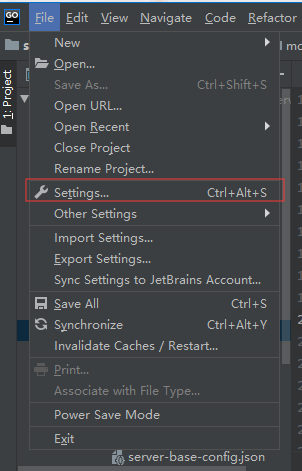 GO File Edit View Navigate Code Refactor
New
Open...
Save As... Ctrl+Shift+S
Open URL...
Open Recent
Close Project
Rename Project...
Settings... Ctrl+Alt+S
Other Settings
Import Settings...
Export Settings...
Sync Settings to JetBrains Account...
Save All Ctrl+S
Synchronize Ctrl+Alt+Y
Invalidate Caches / Restart...
Print...
Associate with File Type...
Power Save Mode
Exit
server-base-config.json
1: Project